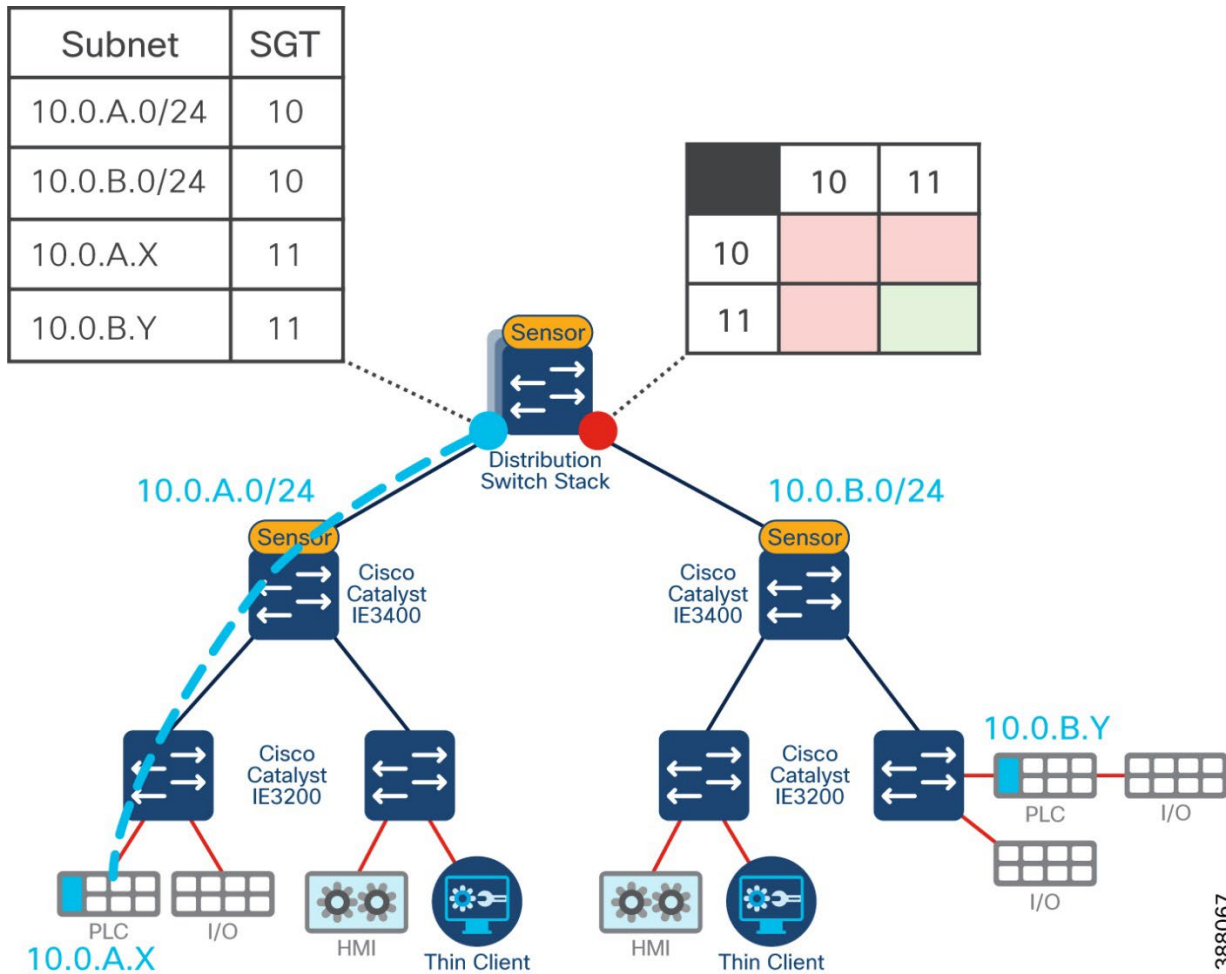 Subnet SGT
10.0.A.0/24 10
10.0.B.0/24 10
10.0.A.X 11
10.0.B.Y 11
10 11
10
11
Sensor
Distribution
Switch Stack
10.0.A.0/24
10.0.B.0/24
Sensor
Cisco
Catalyst
IE3400
Sensor
Cisco
Catalyst
IE3400
Cisco
Catalyst
IE3200
Cisco
Catalyst
IE3200
10.0.B.Y
PLC
I/O
I/O
PLC
10.0.A.X
I/O
HMI
Thin Client
HMI
Thin Client
388067